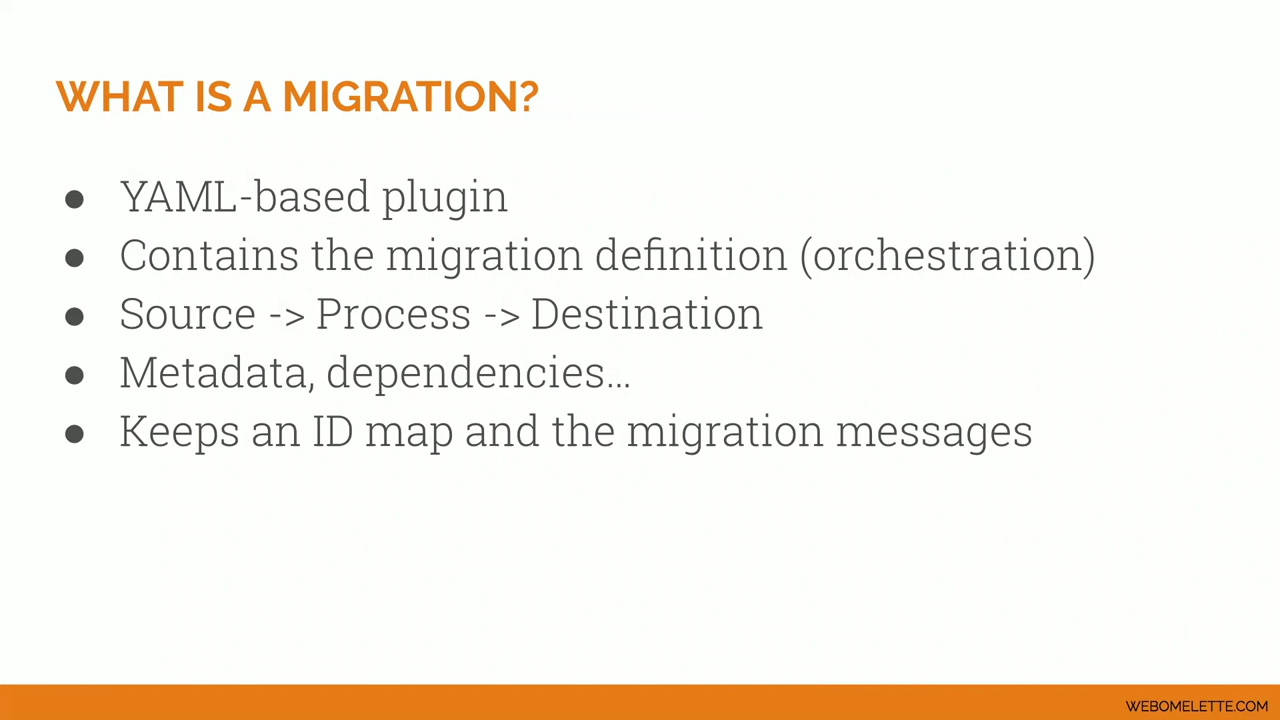 WHAT IS A MIGRATION?
● YAML-based plugin
● Contains the migration definition (orchestration)
● Source -> Process -> Destination
● Metadata, dependencies…
● Keeps an ID map and the migration messages
WEBOMELETTE.COM